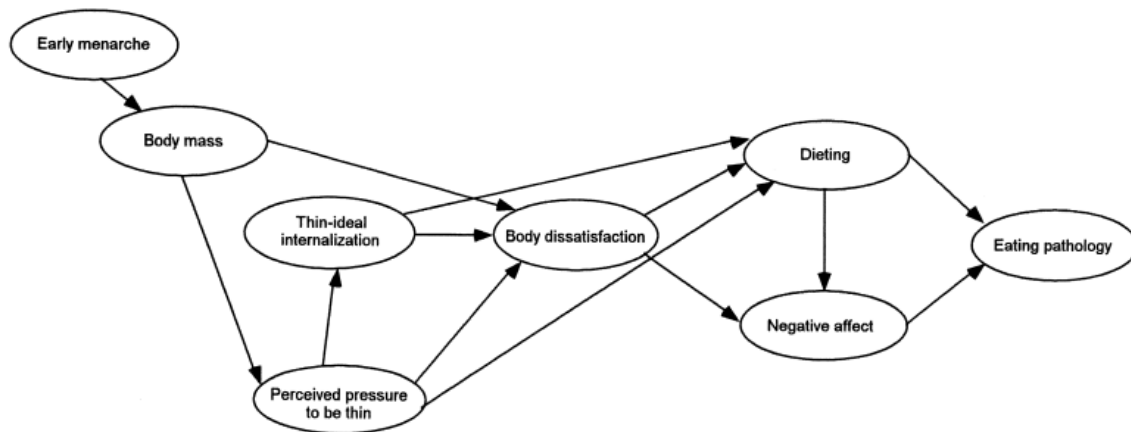 Early menarche
Body mass
Dieting
Thin-ideal
internalization
Body dissatisfaction
Eating pathology
Negative affect
Perceived pressure
to be thin